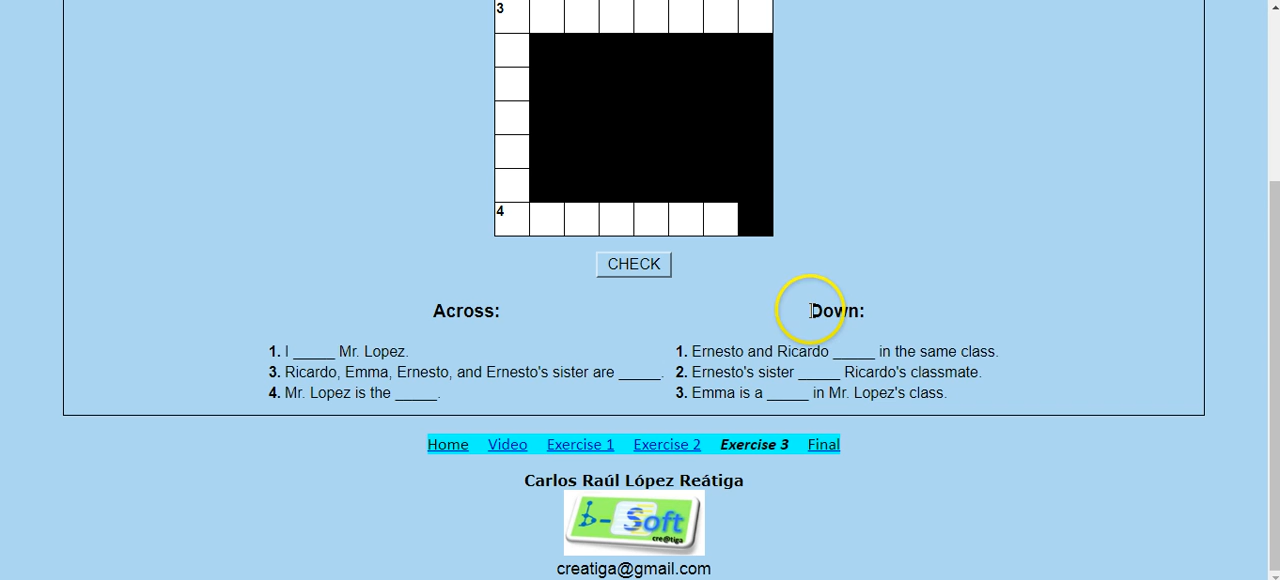 3
4
CHECK
Across:
Down:
1. I _____ Mr. Lopez.
3. Ricardo, Emma, Ernesto, and Ernesto's sister are _____.
4. Mr. Lopez is the _____.
1. Ernesto and Ricardo _____ in the same class.
2. Ernesto's sister _____ Ricardo's classmate.
3. Emma is a _____ in Mr. Lopez's class.
Home Video Exercise 1 Exercise 2 Exercise 3 Final
Carlos Raúl López Reátiga
b-Soft
cre@tiga
creatiga@gmail.com